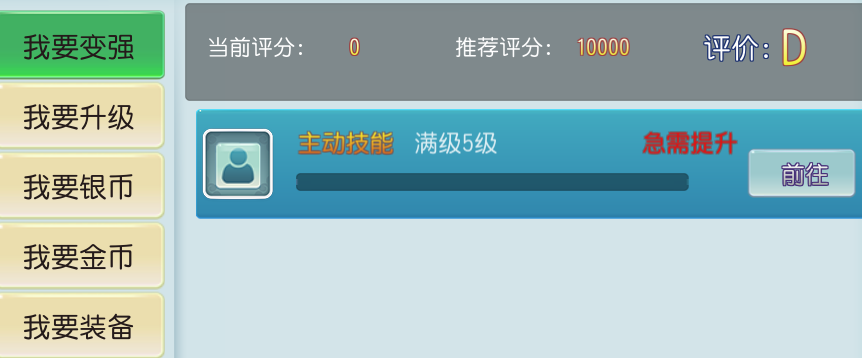 我要变强
我要升级
我要银币
我要金币
我要装备
当前评分: 0 推荐评分: 10000 评价: D
主动技能 满级5级 急需提升
前往